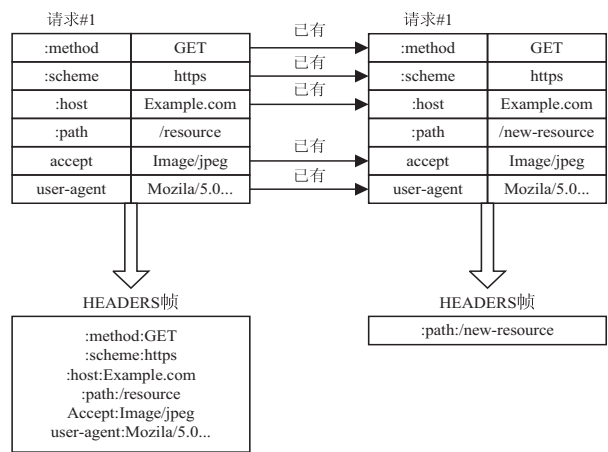 请求#1
:method GET
:scheme https
:host Example.com
:path /resource
accept Image/jpeg
user-agent Mozila/5.0...
已有
已有
已有
已有
已有
请求#1
:method GET
:scheme https
:host Example.com
:path /new-resource
accept Image/jpeg
user-agent Mozila/5.0...
HEADERS帧
:method:GET
:scheme:https
:host:Example.com
:path:/resource
Accept:Image/jpeg
user-agent:Mozila/5.0...
HEADERS帧
:path:/new-resource